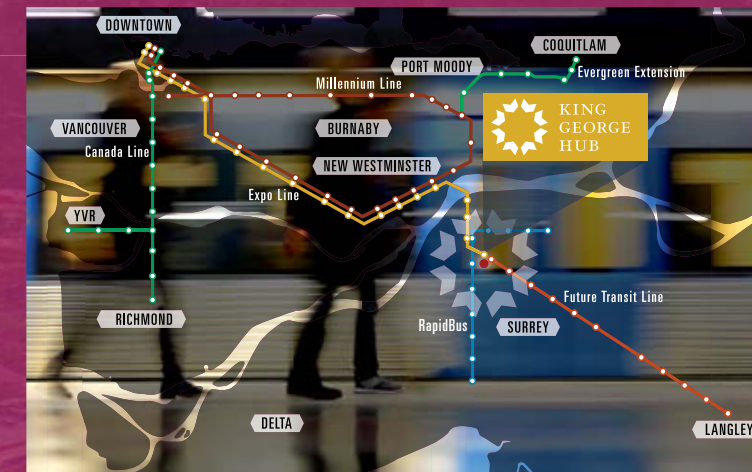 DOWNTOWN
COQUITLAM
PORT MOODY
Evergreen Extension
Millennium Line
KING
GEORGE
HUB
VANCOUVER
BURNABY
Canada Line
NEW WESTMINSTER
Expo Line
YVR
Future Transit Line
RICHMOND
RapidBus
SURREY
DELTA
LANGLEY